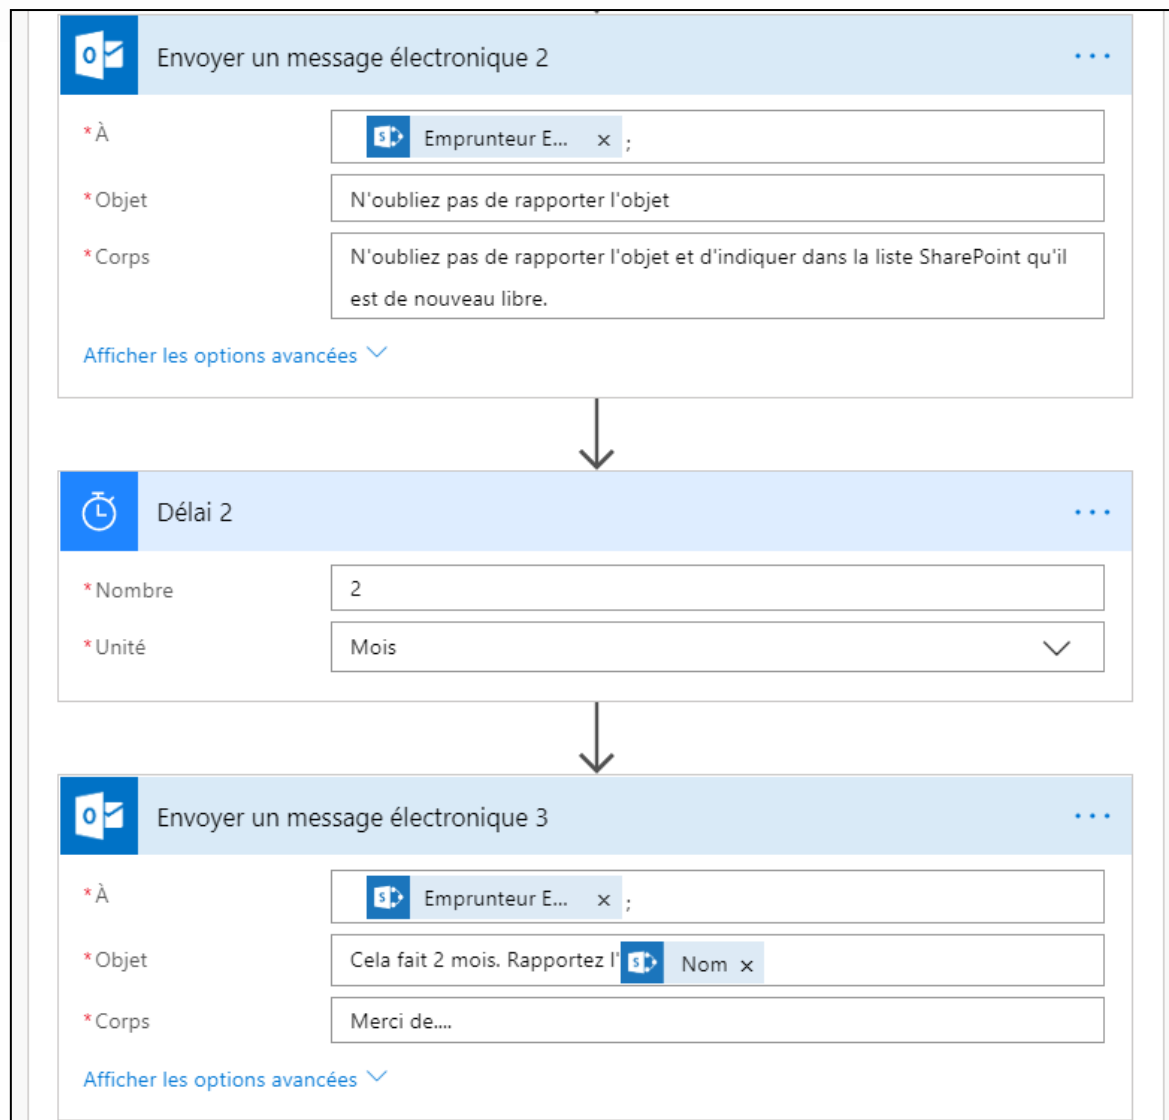 Envoyer un message électronique 2
* À
Emprunteur E... × ;
* Objet
N'oubliez pas de rapporter l'objet
* Corps
N'oubliez pas de rapporter l'objet et d'indiquer dans la liste SharePoint qu'il
est de nouveau libre.
Afficher les options avancées
Délai 2
* Nombre
2
* Unité
Mois
Envoyer un message électronique 3
* À
Emprunteur E... × ;
* Objet
Cela fait 2 mois. Rapportez l' Nom ×
* Corps
Merci de....
Afficher les options avancées